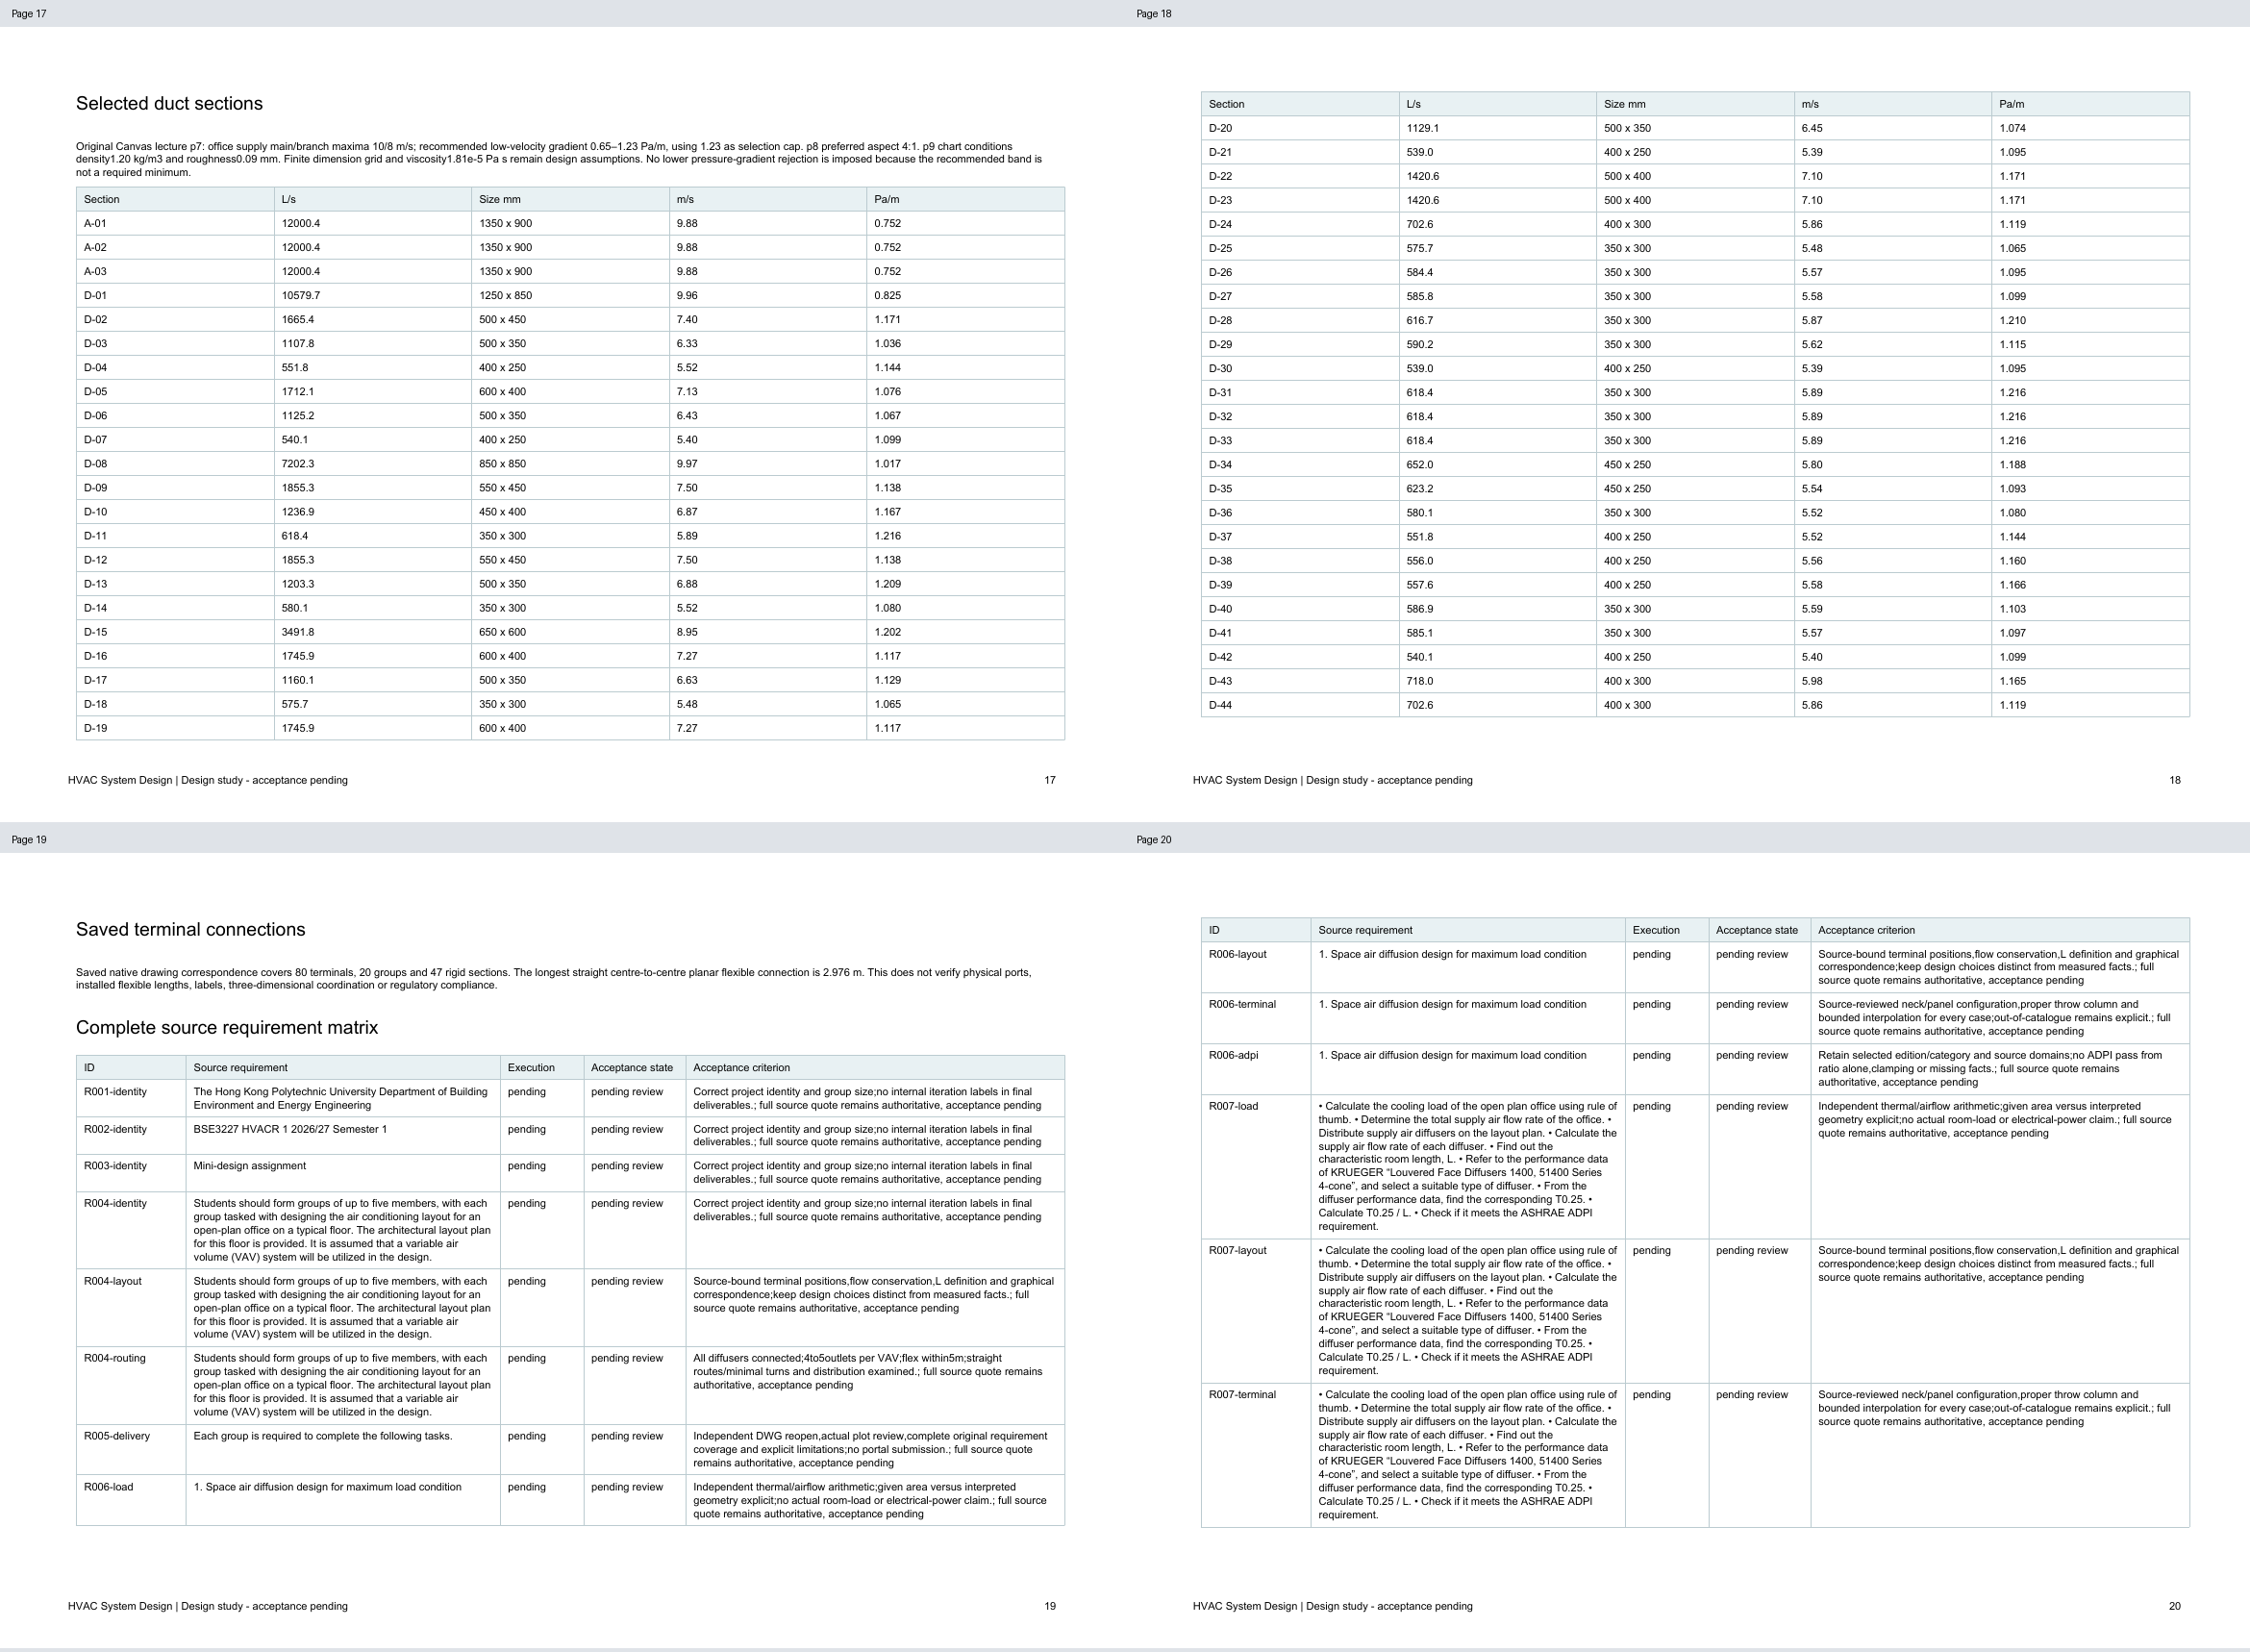 Page 17
Selected duct sections
Original Canvas lecture p7: office supply main/branch maxima 10/8 m/s; recommended low-velocity gradient 0.65–1.23 Pa/m, using 1.23 as selection cap. p8 preferred aspect 4:1. p9 chart conditions
density1.20 kg/m3 and roughness0.09 mm. Finite dimension grid and viscosity1.81e-5 Pa s remain design assumptions. No lower pressure-gradient rejection is imposed because the recommended band is
not a required minimum.
Section L/s Size mm m/s Pa/m
A-01 12000.4 1350 x 900 9.88 0.752
A-02 12000.4 1350 x 900 9.88 0.752
A-03 12000.4 1350 x 900 9.88 0.752
D-01 10579.7 1250 x 850 9.96 0.825
D-02 1665.4 500 x 450 7.40 1.171
D-03 1107.8 500 x 350 6.33 1.036
D-04 551.8 400 x 250 5.52 1.144
D-05 1712.1 600 x 400 7.13 1.076
D-06 1125.2 500 x 350 6.43 1.067
D-07 540.1 400 x 250 5.40 1.099
D-08 7202.3 850 x 850 9.97 1.017
D-09 1855.3 550 x 450 7.50 1.138
D-10 1236.9 450 x 400 6.87 1.167
D-11 618.4 350 x 300 5.89 1.216
D-12 1855.3 550 x 450 7.50 1.138
D-13 1203.3 500 x 350 6.88 1.209
D-14 580.1 350 x 300 5.52 1.080
D-15 3491.8 650 x 600 8.95 1.202
D-16 1745.9 600 x 400 7.27 1.117
D-17 1160.1 500 x 350 6.63 1.129
D-18 575.7 350 x 300 5.48 1.065
D-19 1745.9 600 x 400 7.27 1.117
HVAC System Design | Design study - acceptance pending 17
Page 18
Section L/s Size mm m/s Pa/m
D-20 1129.1 500 x 350 6.45 1.074
D-21 539.0 400 x 250 5.39 1.095
D-22 1420.6 500 x 400 7.10 1.171
D-23 1420.6 500 x 400 7.10 1.171
D-24 702.6 400 x 300 5.86 1.119
D-25 575.7 350 x 300 5.48 1.065
D-26 584.4 350 x 300 5.57 1.095
D-27 585.8 350 x 300 5.58 1.099
D-28 616.7 350 x 300 5.87 1.210
D-29 590.2 350 x 300 5.62 1.115
D-30 539.0 400 x 250 5.39 1.095
D-31 618.4 350 x 300 5.89 1.216
D-32 618.4 350 x 300 5.89 1.216
D-33 618.4 350 x 300 5.89 1.216
D-34 652.0 450 x 250 5.80 1.188
D-35 623.2 450 x 250 5.54 1.093
D-36 580.1 350 x 300 5.52 1.080
D-37 551.8 400 x 250 5.52 1.144
D-38 556.0 400 x 250 5.56 1.160
D-39 557.6 400 x 250 5.58 1.166
D-40 586.9 350 x 300 5.59 1.103
D-41 585.1 350 x 300 5.57 1.097
D-42 540.1 400 x 250 5.40 1.099
D-43 718.0 400 x 300 5.98 1.165
D-44 702.6 400 x 300 5.86 1.119
HVAC System Design | Design study - acceptance pending 18
Page 19
Saved terminal connections
Saved native drawing correspondence covers 80 terminals, 20 groups and 47 rigid sections. The longest straight centre-to-centre planar flexible connection is 2.976 m. This does not verify physical ports,
installed flexible lengths, labels, three-dimensional coordination or regulatory compliance.
Complete source requirement matrix
ID Source requirement Execution Acceptance state Acceptance criterion
R001-identity The Hong Kong Polytechnic University Department of Building pending pending review Correct project identity and group size;no internal iteration labels in final
Environment and Energy Engineering deliverables.; full source quote remains authoritative, acceptance pending
R002-identity BSE3227 HVACR 1 2026/27 Semester 1 pending pending review Correct project identity and group size;no internal iteration labels in final
deliverables.; full source quote remains authoritative, acceptance pending
R003-identity Mini-design assignment pending pending review Correct project identity and group size;no internal iteration labels in final
deliverables.; full source quote remains authoritative, acceptance pending
R004-identity Students should form groups of up to five members, with each pending pending review Correct project identity and group size;no internal iteration labels in final
group tasked with designing the air conditioning layout for an deliverables.; full source quote remains authoritative, acceptance pending
open-plan office on a typical floor. The architectural layout plan
for this floor is provided. It is assumed that a variable air
volume (VAV) system will be utilized in the design.
R004-layout Students should form groups of up to five members, with each pending pending review Source-bound terminal positions,flow conservation,L definition and graphical
group tasked with designing the air conditioning layout for an correspondence;keep design choices distinct from measured facts.; full
open-plan office on a typical floor. The architectural layout plan source quote remains authoritative, acceptance pending
for this floor is provided. It is assumed that a variable air
volume (VAV) system will be utilized in the design.
R004-routing Students should form groups of up to five members, with each pending pending review All diffusers connected;4to5outlets per VAV;flex within5m;straight
group tasked with designing the air conditioning layout for an routes/minimal turns and distribution examined.; full source quote remains
open-plan office on a typical floor. The architectural layout plan authoritative, acceptance pending
for this floor is provided. It is assumed that a variable air
volume (VAV) system will be utilized in the design.
R005-delivery Each group is required to complete the following tasks. pending pending review Independent DWG reopen,actual plot review,complete original requirement
coverage and explicit limitations;no portal submission.; full source quote
remains authoritative, acceptance pending
R006-load 1. Space air diffusion design for maximum load condition pending pending review Independent thermal/airflow arithmetic;given area versus interpreted
geometry explicit;no actual room-load or electrical-power claim.; full source
quote remains authoritative, acceptance pending
HVAC System Design | Design study - acceptance pending 19
Page 20
ID Source requirement Execution Acceptance state Acceptance criterion
R006-layout 1. Space air diffusion design for maximum load condition pending pending review Source-bound terminal positions,flow conservation,L definition and graphical
correspondence;keep design choices distinct from measured facts.; full
source quote remains authoritative, acceptance pending
R006-terminal 1. Space air diffusion design for maximum load condition pending pending review Source-reviewed neck/panel configuration,proper throw column and
bounded interpolation for every case;out-of-catalogue remains explicit.; full
source quote remains authoritative, acceptance pending
R006-adpi 1. Space air diffusion design for maximum load condition pending pending review Retain selected edition/category and source domains;no ADPI pass from
ratio alone,clamping or missing facts.; full source quote remains
authoritative, acceptance pending
R007-load • Calculate the cooling load of the open plan office using rule of pending pending review Independent thermal/airflow arithmetic;given area versus interpreted
thumb. • Determine the total supply air flow rate of the office. • geometry explicit;no actual room-load or electrical-power claim.; full source
Distribute supply air diffusers on the layout plan. • Calculate the quote remains authoritative, acceptance pending
supply air flow rate of each diffuser. • Find out the
characteristic room length, L. • Refer to the performance data
of KRUEGER “Louvered Face Diffusers 1400, 51400 Series
4-cone”, and select a suitable type of diffuser. • From the
diffuser performance data, find the corresponding T0.25. •
Calculate T0.25 / L. • Check if it meets the ASHRAE ADPI
requirement.
R007-layout • Calculate the cooling load of the open plan office using rule of pending pending review Source-bound terminal positions,flow conservation,L definition and graphical
thumb. • Determine the total supply air flow rate of the office. • correspondence;keep design choices distinct from measured facts.; full
Distribute supply air diffusers on the layout plan. • Calculate the source quote remains authoritative, acceptance pending
supply air flow rate of each diffuser. • Find out the
characteristic room length, L. • Refer to the performance data
of KRUEGER “Louvered Face Diffusers 1400, 51400 Series
4-cone”, and select a suitable type of diffuser. • From the
diffuser performance data, find the corresponding T0.25. •
Calculate T0.25 / L. • Check if it meets the ASHRAE ADPI
requirement.
R007-terminal • Calculate the cooling load of the open plan office using rule of pending pending review Source-reviewed neck/panel configuration,proper throw column and
thumb. • Determine the total supply air flow rate of the office. • bounded interpolation for every case;out-of-catalogue remains explicit.; full
Distribute supply air diffusers on the layout plan. • Calculate the source quote remains authoritative, acceptance pending
supply air flow rate of each diffuser. • Find out the
characteristic room length, L. • Refer to the performance data
of KRUEGER “Louvered Face Diffusers 1400, 51400 Series
4-cone”, and select a suitable type of diffuser. • From the
diffuser performance data, find the corresponding T0.25. •
Calculate T0.25 / L. • Check if it meets the ASHRAE ADPI
requirement.
HVAC System Design | Design study - acceptance pending 20